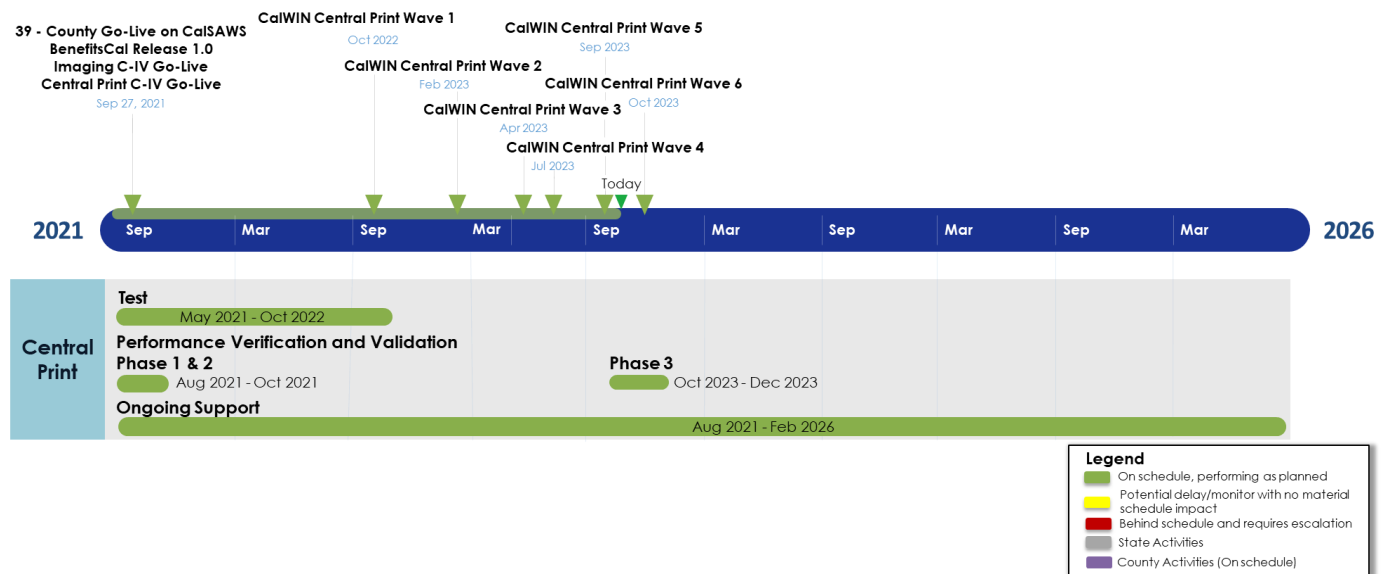 39 - County Go-Live on CalSAWS
BenefitsCal Release 1.0
Imaging C-IV Go-Live
Central Print C-IV Go-Live
Sep 27, 2021
CalWIN Central Print Wave 1
Oct 2022
CalWIN Central Print Wave 2
Feb 2023
CalWIN Central Print Wave 3
Apr 2023
CalWIN Central Print Wave 4
Jul 2023
CalWIN Central Print Wave 5
Sep 2023
CalWIN Central Print Wave 6
Oct 2023
Today
2021
Sep
Mar
Sep
Mar
Sep
Mar
Sep
Mar
Sep
Mar
2026
Central
Print
Test
May 2021 - Oct 2022
Performance Verification and Validation
Phase 1 & 2
Aug 2021 - Oct 2021
Phase 3
Oct 2023 - Dec 2023
Ongoing Support
Aug 2021 - Feb 2026
Legend
On schedule, performing as planned
Potential delay/monitor with no material
schedule impact
Behind schedule and requires escalation
State Activities
County Activities (On schedule)